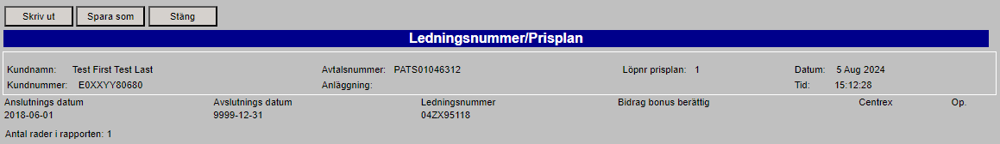 Skriv ut Spara som Stäng
Ledningsnummer/Prisplan
Kundnamn: Test First Test Last Avtalsnummer: PATS01046312 Löpnr prisplan: 1 Datum: 5 Aug 2024
Kundnummer: E0XXYY80680 Anläggning: Tid: 15:12:28
Anslutnings datum Avslutnings datum Ledningsnummer Bidrag bonus berättig Centrex Op.
2018-06-01 9999-12-31 04ZX95118
Antal rader i rapporten: 1